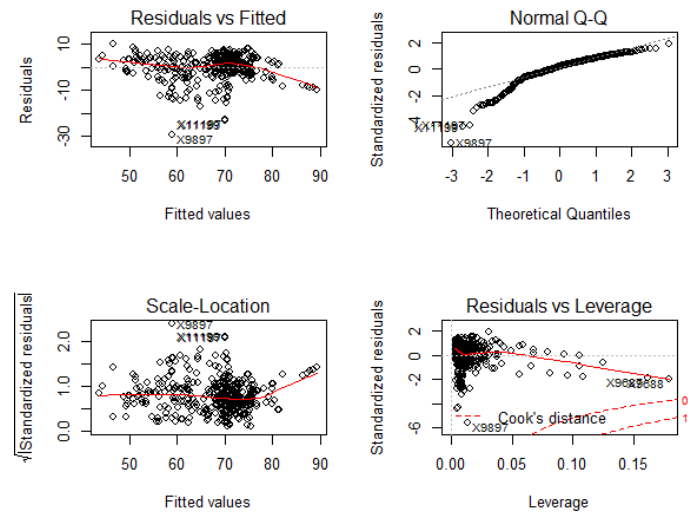 Residuals vs Fitted
Residuals
10
-10
-30
X9897
50 60 70 80 90
Fitted values
Normal Q-Q
Standardized residuals
2
0
-2
-4
X9897
-3 -2 -1 0 1 2 3
Theoretical Quantiles
Scale-Location
√|Standardized residuals|
2.0
1.0
0.0
X9897
50 60 70 80 90
Fitted values
Residuals vs Leverage
Standardized residuals
2
0
-2
-6
X9688
Cook's distance
0
1
X9897
0.00 0.05 0.10 0.15
Leverage